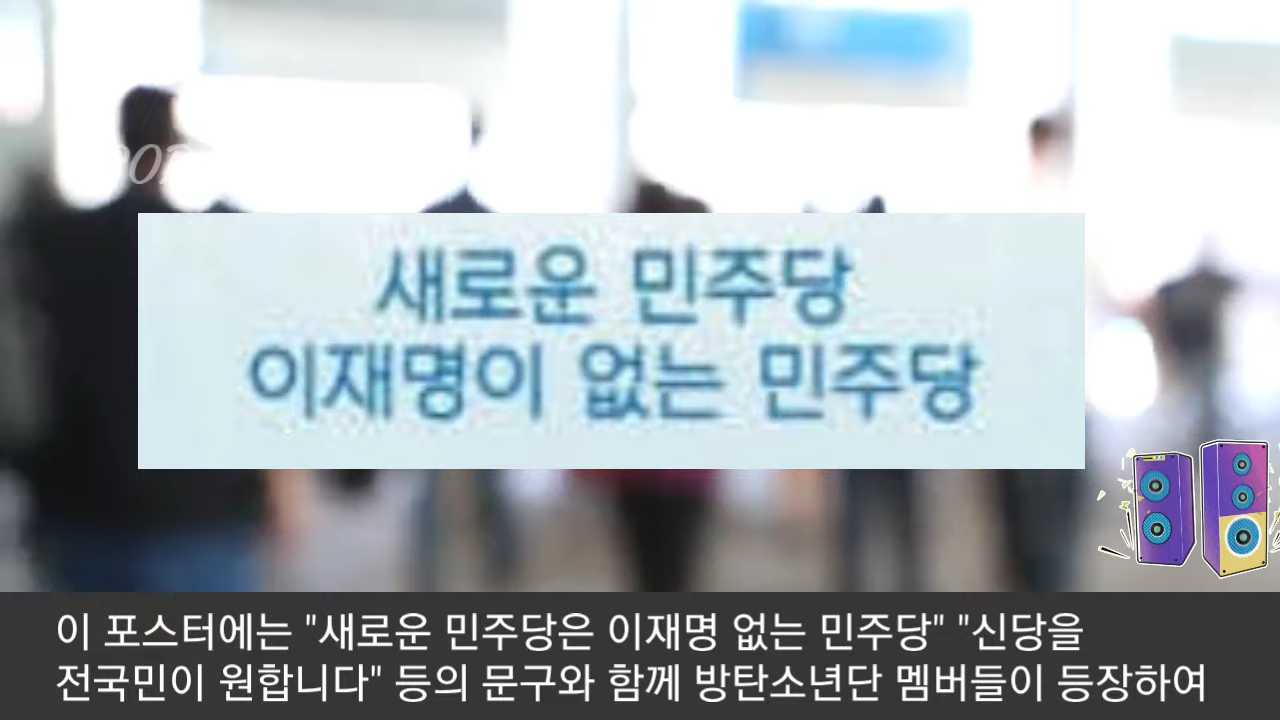 새로운 민주당
이재명이 없는 민주당
이 포스터에는 "새로운 민주당은 이재명 없는 민주당" "신당을
전국민이 원합니다" 등의 문구와 함께 방탄소년단 멤버들이 등장하여